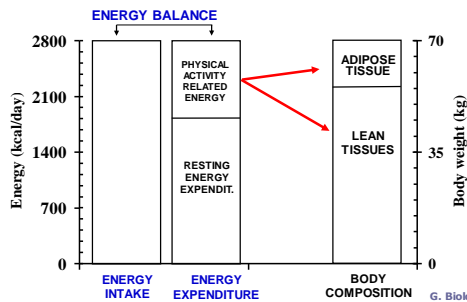 ENERGY BALANCE
2800
2100
1400
700
0
Energy (kcal/day)
PHYSICAL
ACTIVITY
RELATED
ENERGY
RESTING
ENERGY
EXPENDIT.
ADIPOSE
TISSUE
LEAN
TISSUES
70
35
0
Body weight (kg)
ENERGY
INTAKE
ENERGY
EXPENDITURE
BODY
COMPOSITION
G. Biolo